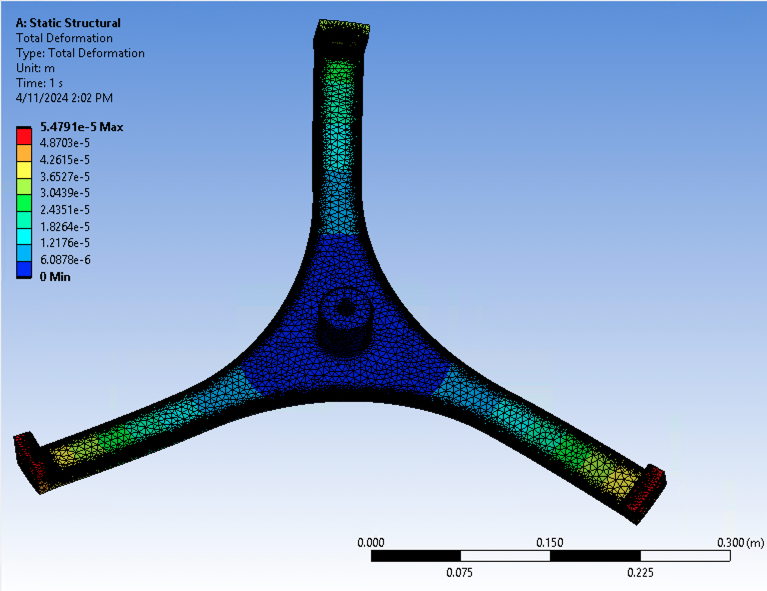 A: Static Structural
Total Deformation
Type: Total Deformation
Unit: m
Time: 1 s
4/11/2024 2:02 PM
5.4791e-5 Max
4.8703e-5
4.2615e-5
3.6527e-5
3.0439e-5
2.4351e-5
1.8264e-5
1.2176e-5
6.0878e-6
0 Min
0.000 0.150 0.300 (m)
0.075 0.225